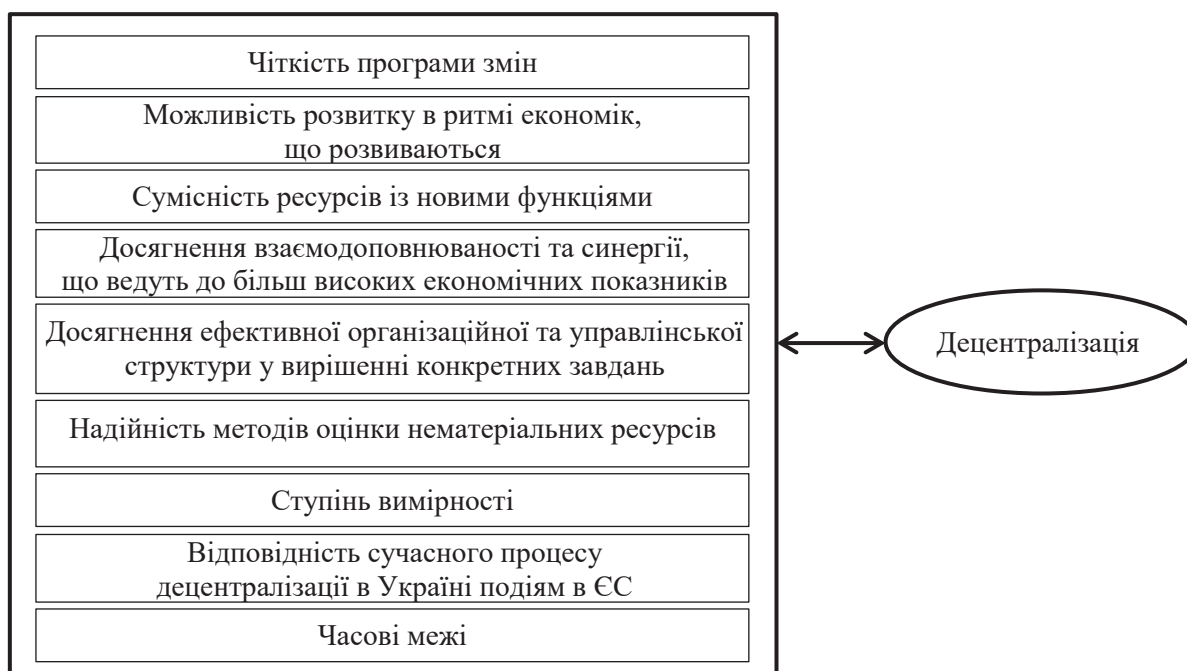 Чіткість програми змін
Можливість розвитку в ритмі економік,
що розвиваються
Сумісність ресурсів із новими функціями
Досягнення взаємодоповнюваності та синергії,
що ведуть до більш високих економічних показників
Досягнення ефективної організаційної та управлінської
структури у вирішенні конкретних завдань
Надійність методів оцінки нематеріальних ресурсів
Ступінь вимірності
Відповідність сучасного процесу
децентралізації в Україні подіям в ЄС
Часові межі
Децентралізація